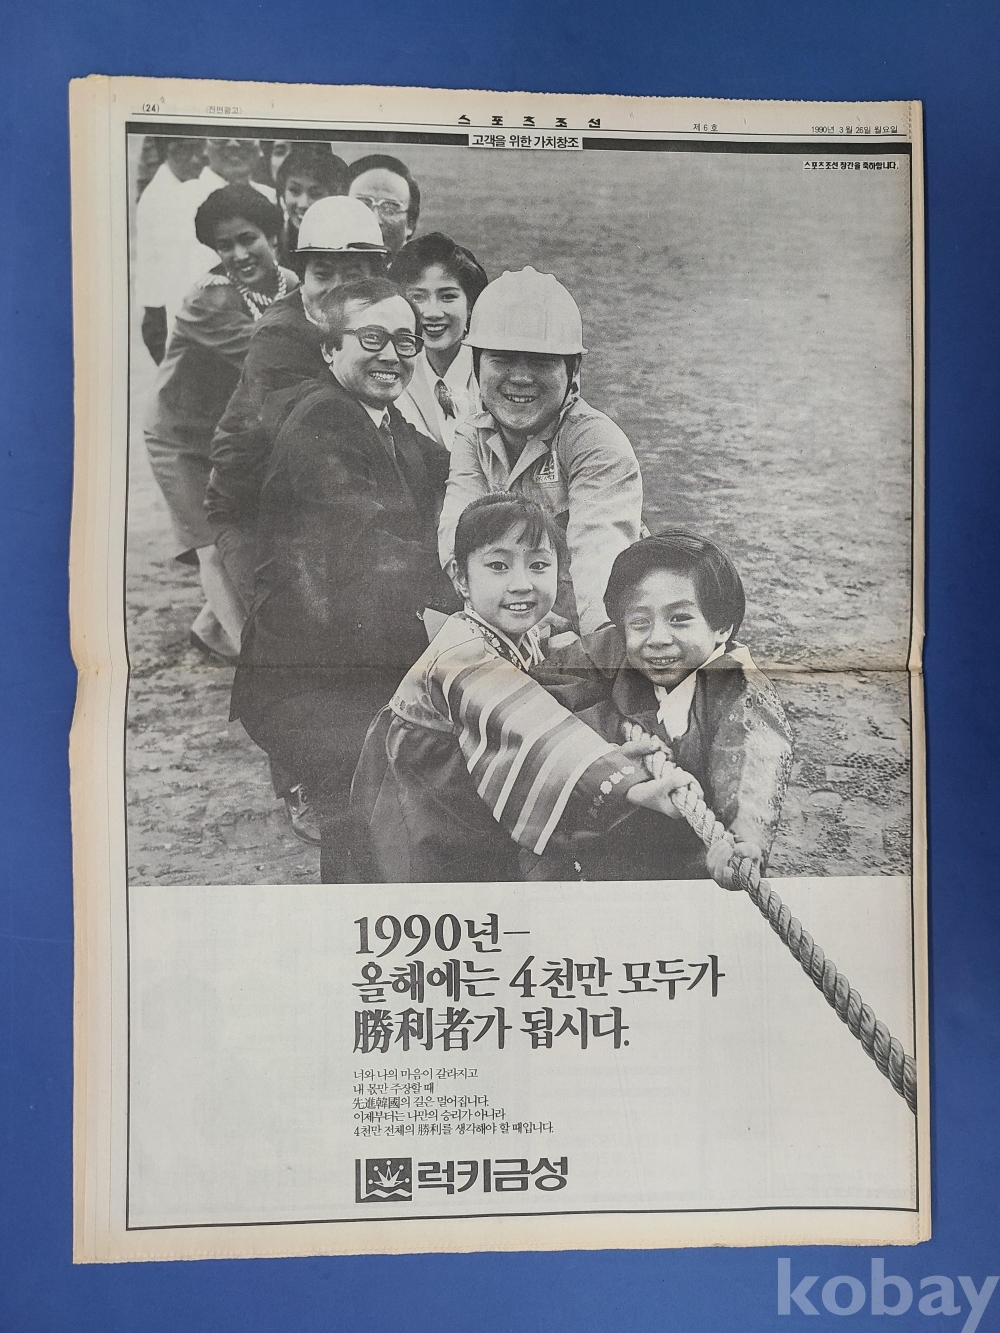 (24)
(전면광고)
스포츠조선
제6호
1990년 3월 26일 월요일
고객을 위한 가치창조
스포츠조선 창간을 축하합니다.
1990년–
올해에는 4천만 모두가
勝利者가 됩시다.
너와 나의 마음이 갈라지고
내 몫만 주장할 때
先進韓國의 길은 멀어집니다.
이제부터는 나만의 승리가 아니라
4천만 전체의 勝利를 생각해야 할 때입니다.
럭키금성
kobay